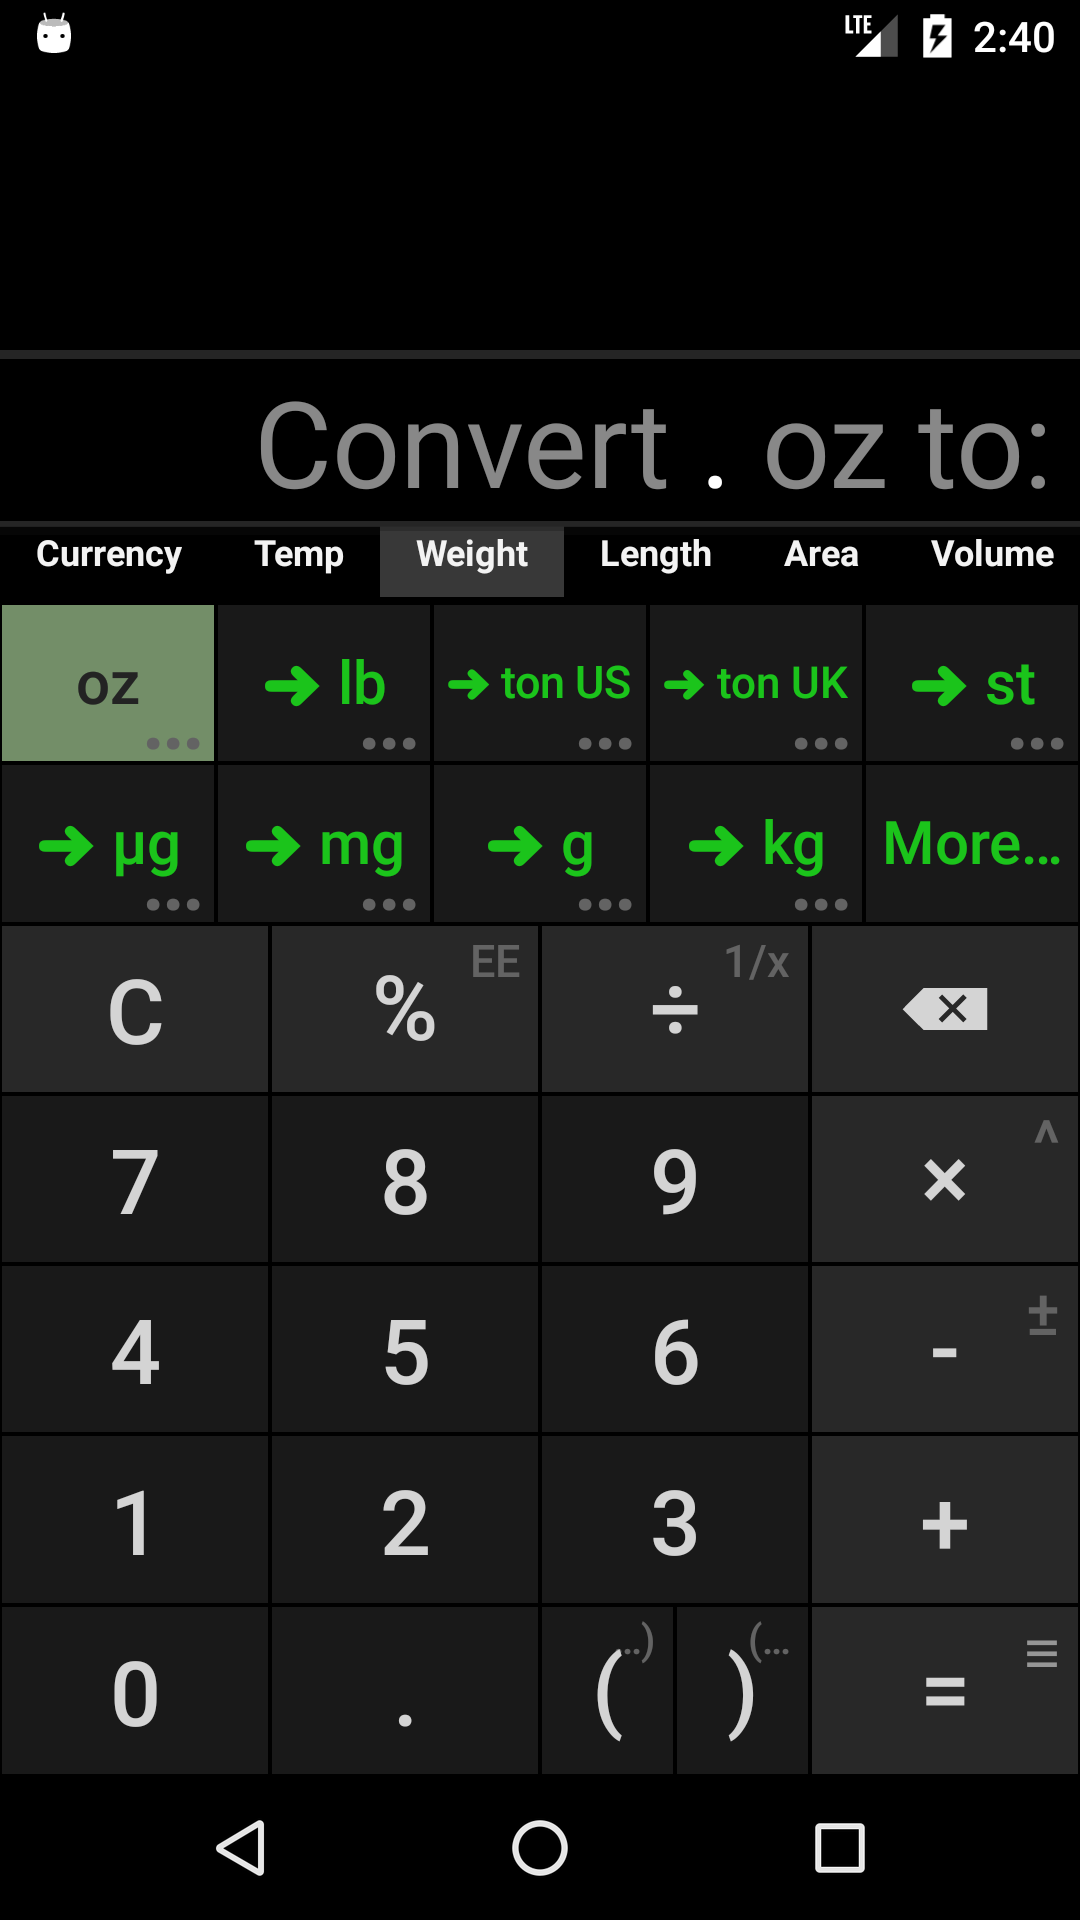 LTE 2:40
Convert . oz to:
Currency Temp Weight Length Area Volume
oz ➔ lb ➔ ton US ➔ ton UK ➔ st
➔ µg ➔ mg ➔ g ➔ kg More...
C % EE ÷ 1/x
7 8 9 × ^
4 5 6 - ±
1 2 3 +
0 . ( ..) ) (... =